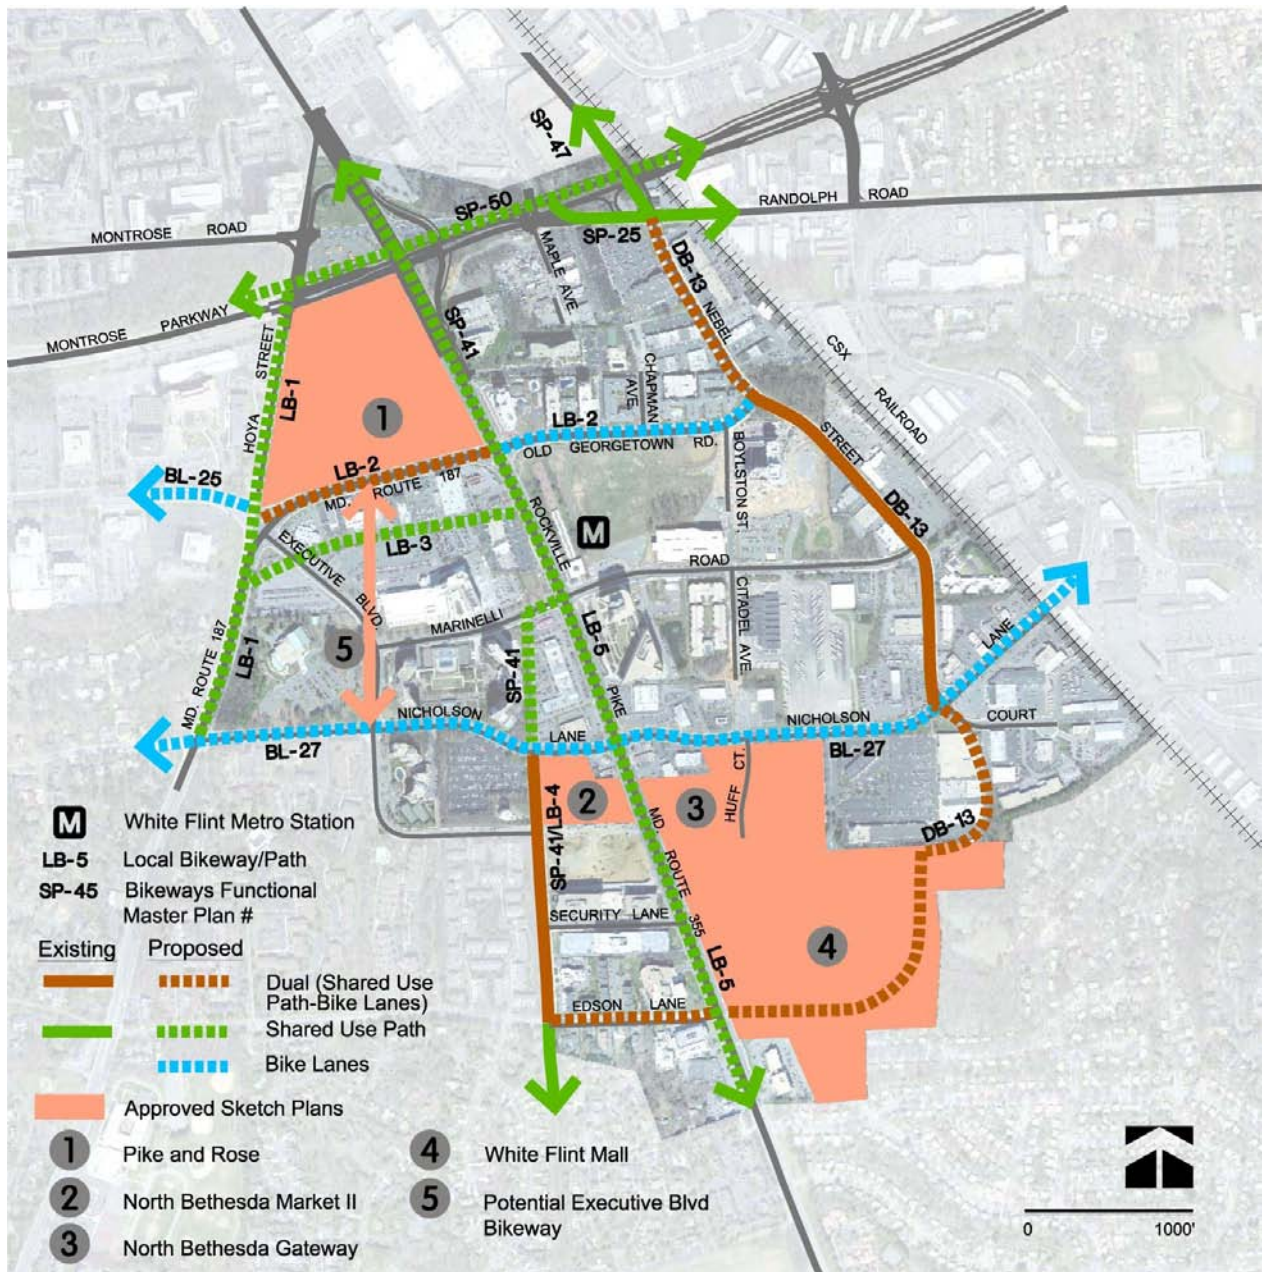 SP-47
SP-50
RANDOLPH ROAD
MONTROSE ROAD
SP-25
MAPLE AVE.
DB-13
NEBEL
MONTROSE PARKWAY
SP-41
CSX RAILROAD
HOYA STREET
LB-1
CHAPMAN
AVE.
1
LB-2
OLD GEORGETOWN RD.
STREET
LB-2
MD. ROUTE 187
BL-25
BOYLSTON ST.
DB-13
ROCKVILLE
M
EXECUTIVE BLVD.
LB-3
ROAD
MARINELLI
CITADEL AVE.
LB-5
LANE
5
LB-1
MD. ROUTE 187
SP-41
PIKE
NICHOLSON
LANE
NICHOLSON
COURT
BL-27
BL-27
HUFF CT.
2
3
MD. ROUTE 355
DB-13
SP-41/LB-4
SECURITY LANE
4
LB-5
EDSON LANE
M White Flint Metro Station
LB-5 Local Bikeway/Path
SP-45 Bikeways Functional
Master Plan #
Existing Proposed
Dual (Shared Use
Path-Bike Lanes)
Shared Use Path
Bike Lanes
Approved Sketch Plans
1 Pike and Rose
2 North Bethesda Market II
3 North Bethesda Gateway
4 White Flint Mall
5 Potential Executive Blvd
Bikeway
0 1000'